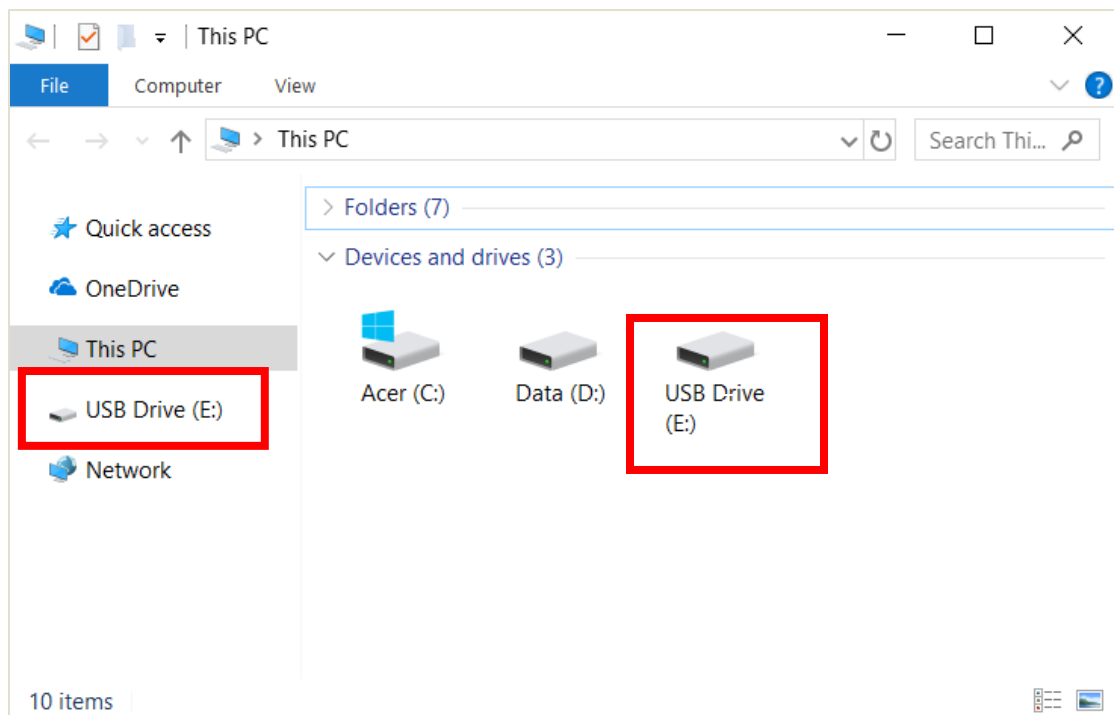 This PC
File Computer View
?
This PC
Search Thi...
Quick access
OneDrive
This PC
USB Drive (E:)
Network
Folders (7)
Devices and drives (3)
Acer (C:)
Data (D:)
USB Drive
(E:)
10 items